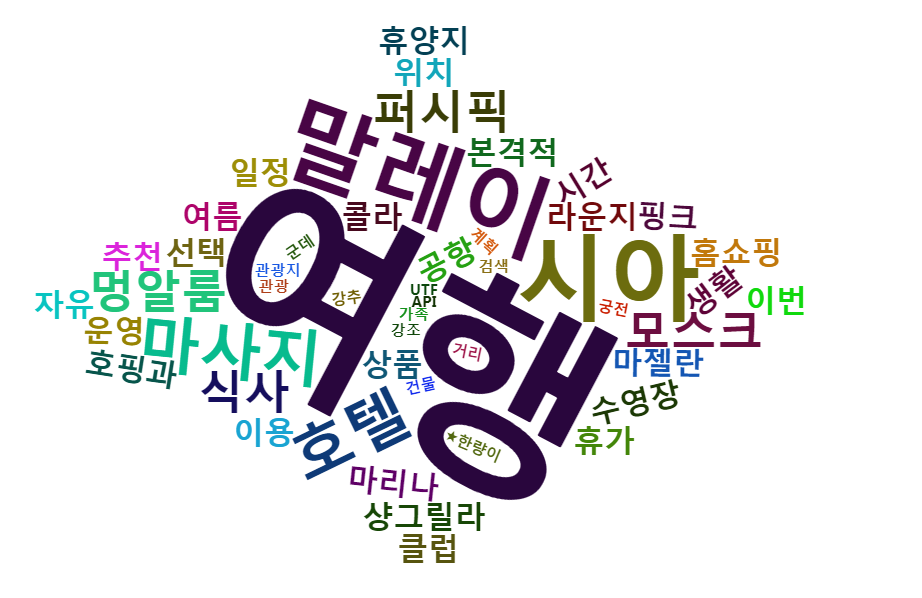 휴양지
위치
퍼시픽
말레이
본격적
일정
시간
여름
콜라
라운지
핑크
추천
선택
군데
공항
계획
시아
홈쇼핑
관광지
검색
자유
멍알룸
관광
강추
UTF
API
생활
이번
여행
가족
궁전
운영
마사지
강조
모스크
호핑과
식사
상품
거리
마젤란
건물
수영장
이용
호텔
★한량이
휴가
마리나
샹그릴라
클럽